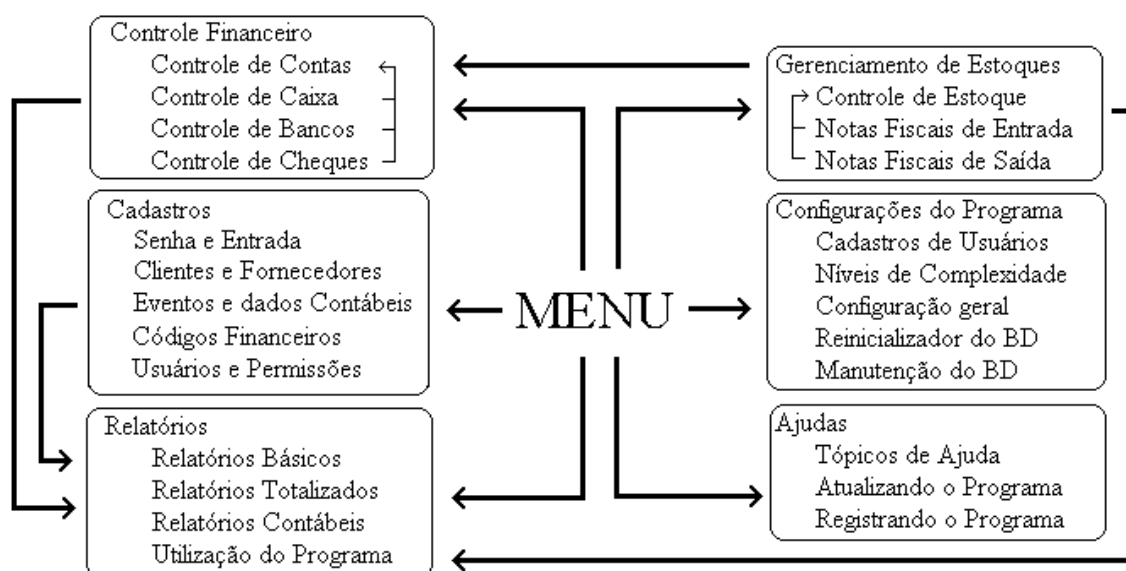 Controle Financeiro
Controle de Contas
Controle de Caixa
Controle de Bancos
Controle de Cheques
Cadastros
Senha e Entrada
Clientes e Fornecedores
Eventos e dados Contábeis
Códigos Financeiros
Usuários e Permissões
Relatórios
Relatórios Básicos
Relatórios Totalizados
Relatórios Contábeis
Utilização do Programa
MENU
Gerenciamento de Estoques
Controle de Estoque
Notas Fiscais de Entrada
Notas Fiscais de Saída
Configurações do Programa
Cadastros de Usuários
Níveis de Complexidade
Configuração geral
Reinicializador do BD
Manutenção do BD
Ajudas
Tópicos de Ajuda
Atualizando o Programa
Registrando o Programa